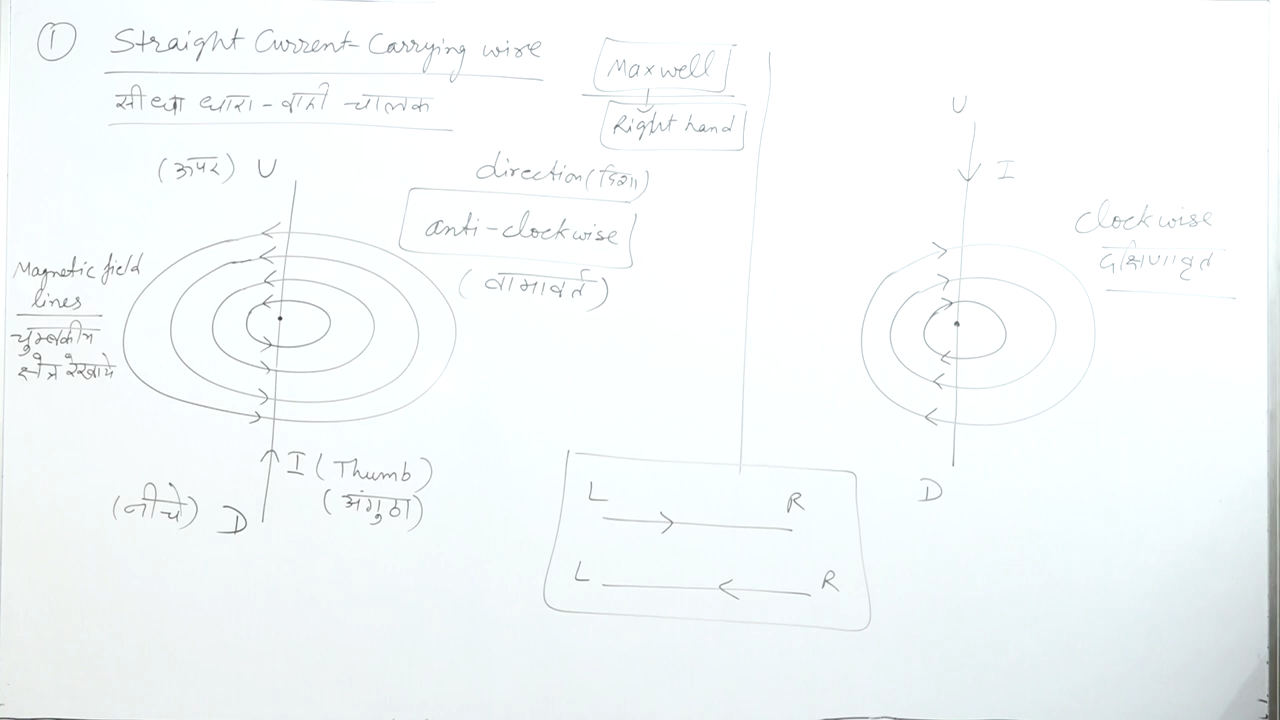 ① Straight Current-Carrying wire
सीधा धारा-वाही चालक
Maxwell
Right hand
(ऊपर) U
direction (दिशा)
anti-clockwise
(वामावर्त)
Magnetic field
lines
चुम्बकीय
क्षेत्र रेखायें
I (Thumb)
(अंगुठा)
(नीचे) D
L R
L R
U
I
Clockwise
दक्षिणावृत
D